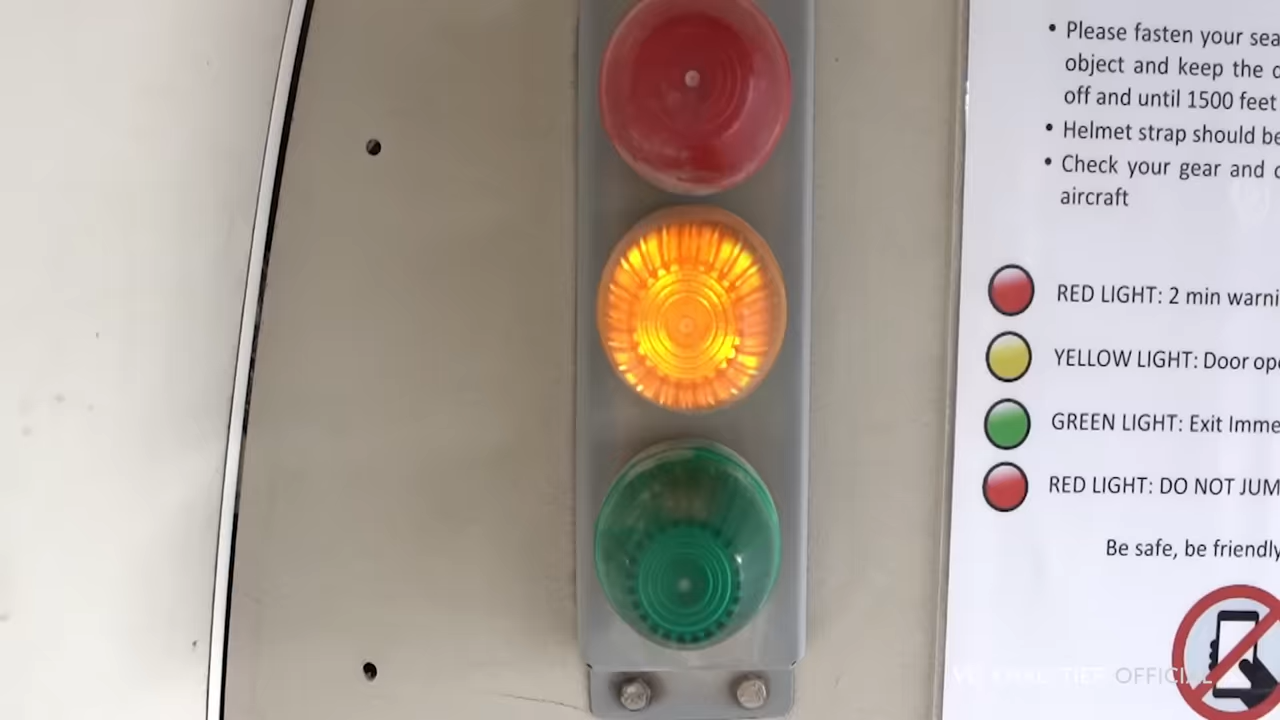 • Please fasten your sea
object and keep the
off and until 1500 feet
• Helmet strap should be
• Check your gear and
aircraft
RED LIGHT: 2 min warni
YELLOW LIGHT: Door ope
GREEN LIGHT: Exit Imme
RED LIGHT: DO NOT JUM
Be safe, be friendly
OFFICIAL